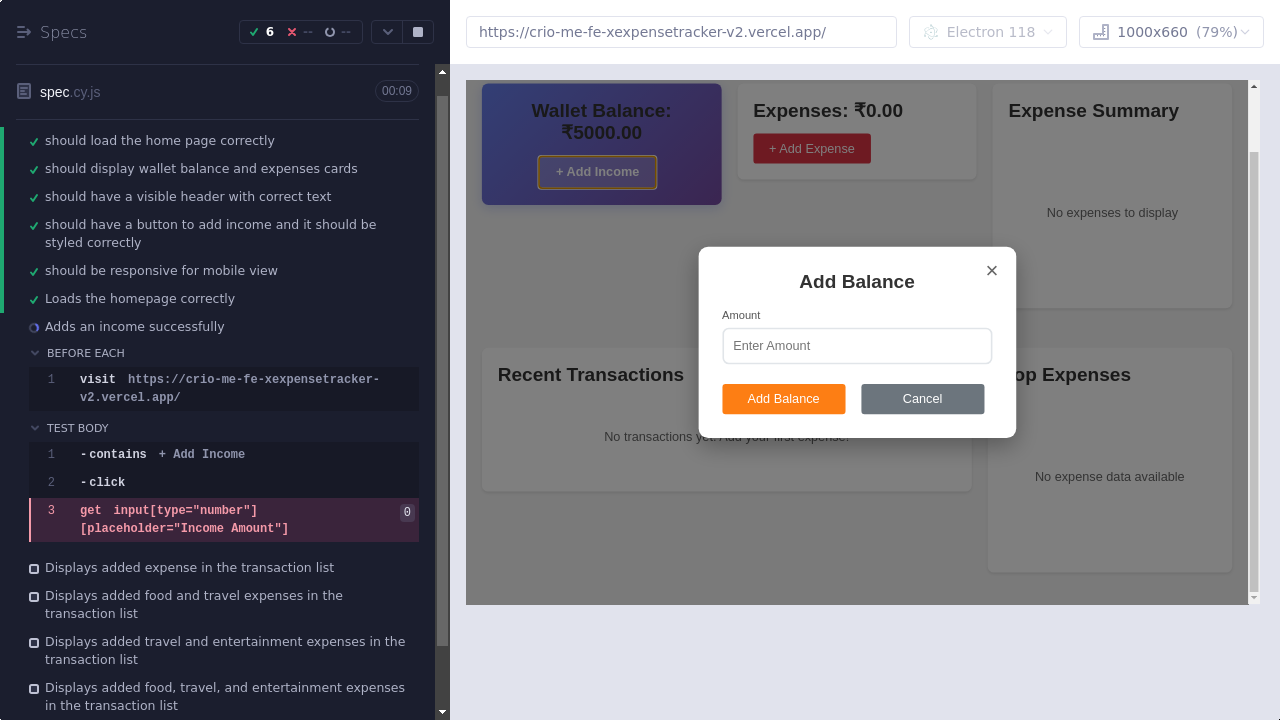 Specs
6
--
--
https://crio-me-fe-xexpensetracker-v2.vercel.app/
Electron 118
1000x660 (79%)
spec.cy.js
00:09
should load the home page correctly
should display wallet balance and expenses cards
should have a visible header with correct text
should have a button to add income and it should be
styled correctly
should be responsive for mobile view
Loads the homepage correctly
Adds an income successfully
BEFORE EACH
1 visit https://crio-me-fe-xexpensetracker-
v2.vercel.app/
TEST BODY
1 -contains + Add Income
2 -click
3 get input[type="number"]
[placeholder="Income Amount"]
0
Displays added expense in the transaction list
Displays added food and travel expenses in the
transaction list
Displays added travel and entertainment expenses in the
transaction list
Displays added food, travel, and entertainment expenses
in the transaction list
Wallet Balance:
₹5000.00
+ Add Income
Expenses: ₹0.00
+ Add Expense
Expense Summary
No expenses to display
Add Balance
×
Amount
Enter Amount
Add Balance
Cancel
Recent Transactions
No transactions yet. Add your first expense!
op Expenses
No expense data available